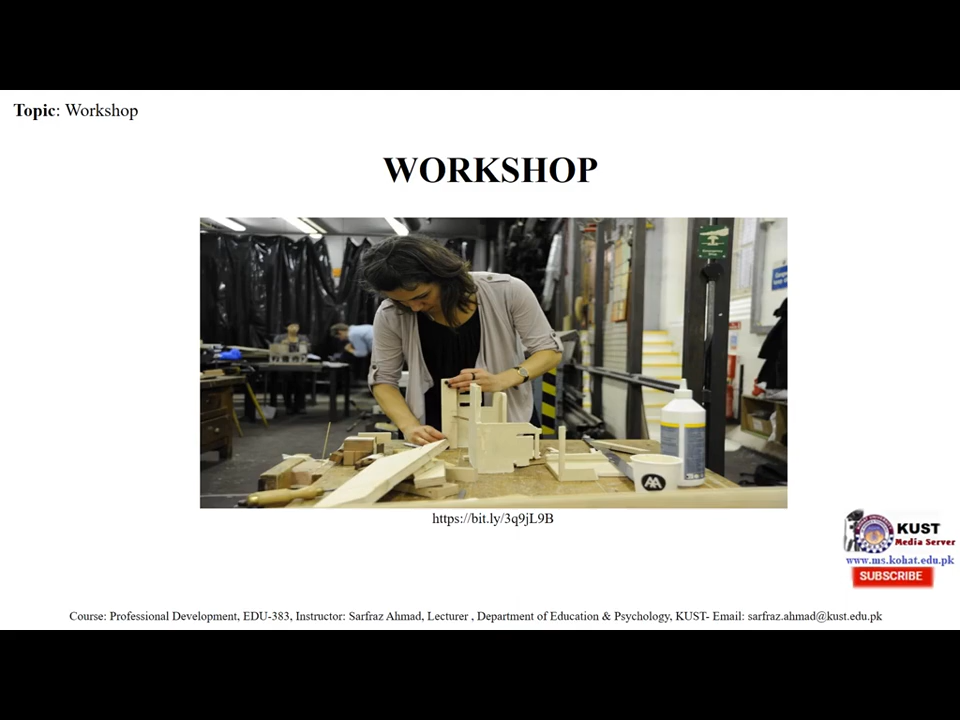 Topic: Workshop
WORKSHOP
AA
https://bit.ly/3q9jL9B
KUST
Media Server
www.ms.kohat.edu.pk
SUBSCRIBE
Course: Professional Development, EDU-383, Instructor: Sarfraz Ahmad, Lecturer , Department of Education & Psychology, KUST- Email: sarfraz.ahmad@kust.edu.pk